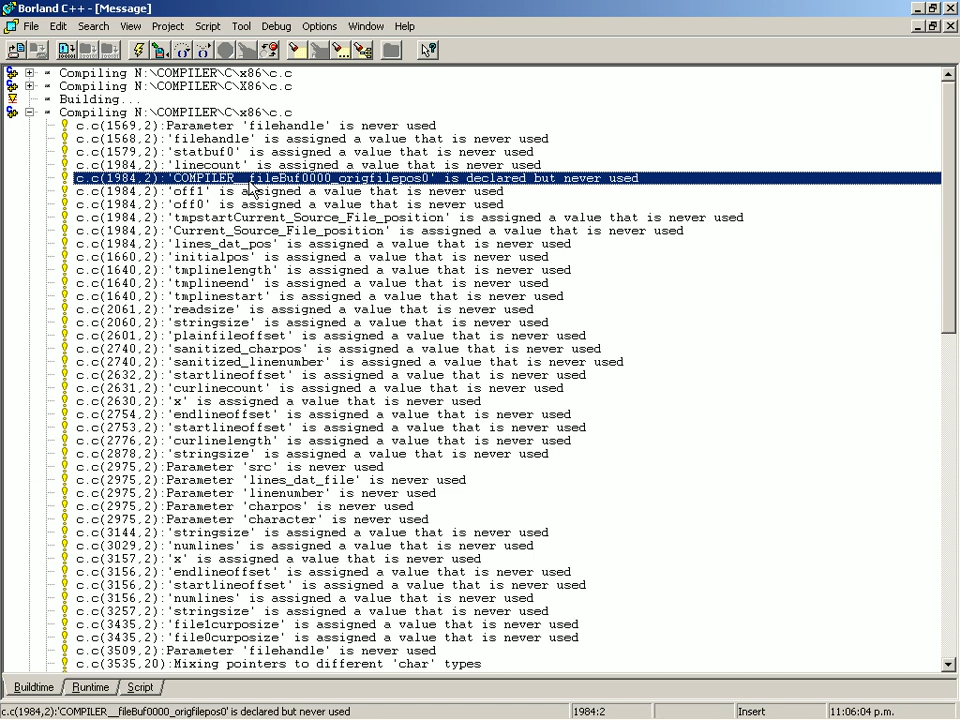 Borland C++ - [Message]
File Edit Search View Project Script Tool Debug Options Window Help
Compiling N:\COMPILER\C\x86\c.c
Compiling N:\COMPILER\C\X86\c.c
Building...
Compiling N:\COMPILER\C\x86\c.c
c.c(1569,2):Parameter 'filehandle' is never used
c.c(1568,2):'filehandle' is assigned a value that is never used
c.c(1579,2):'statbuf0' is assigned a value that is never used
c.c(1984,2):'linecount' is assigned a value that is never used
c.c(1984,2):'COMPILER__fileBuf0000_origfilepos0' is declared but never used
c.c(1984,2):'off1' is assigned a value that is never used
c.c(1984,2):'off0' is assigned a value that is never used
c.c(1984,2):'tmpstartCurrent_Source_File_position' is assigned a value that is never used
c.c(1984,2):'Current_Source_File_position' is assigned a value that is never used
c.c(1984,2):'lines_dat_pos' is assigned a value that is never used
c.c(1660,2):'initialpos' is assigned a value that is never used
c.c(1640,2):'tmplinelength' is assigned a value that is never used
c.c(1640,2):'tmplineend' is assigned a value that is never used
c.c(1640,2):'tmplinestart' is assigned a value that is never used
c.c(2061,2):'readsize' is assigned a value that is never used
c.c(2060,2):'stringsize' is assigned a value that is never used
c.c(2601,2):'plainfileoffset' is assigned a value that is never used
c.c(2740,2):'sanitized_charpos' is assigned a value that is never used
c.c(2740,2):'sanitized_linenumber' is assigned a value that is never used
c.c(2632,2):'startlineoffset' is assigned a value that is never used
c.c(2631,2):'curlinecount' is assigned a value that is never used
c.c(2630,2):'x' is assigned a value that is never used
c.c(2754,2):'endlineoffset' is assigned a value that is never used
c.c(2753,2):'startlineoffset' is assigned a value that is never used
c.c(2776,2):'curlinelength' is assigned a value that is never used
c.c(2878,2):'stringsize' is assigned a value that is never used
c.c(2975,2):Parameter 'src' is never used
c.c(2975,2):Parameter 'lines_dat_file' is never used
c.c(2975,2):Parameter 'linenumber' is never used
c.c(2975,2):Parameter 'charpos' is never used
c.c(2975,2):Parameter 'character' is never used
c.c(3144,2):'stringsize' is assigned a value that is never used
c.c(3029,2):'numlines' is assigned a value that is never used
c.c(3157,2):'x' is assigned a value that is never used
c.c(3156,2):'endlineoffset' is assigned a value that is never used
c.c(3156,2):'startlineoffset' is assigned a value that is never used
c.c(3156,2):'numlines' is assigned a value that is never used
c.c(3257,2):'stringsize' is assigned a value that is never used
c.c(3435,2):'file1curposize' is assigned a value that is never used
c.c(3435,2):'file0curposize' is assigned a value that is never used
c.c(3509,2):Parameter 'filehandle' is never used
c.c(3535,20):Mixing pointers to different 'char' types
Buildtime Runtime Script
c.c(1984,2):'COMPILER__fileBuf0000_origfilepos0' is declared but never used 1984:2 Insert 11:06:04 p.m.